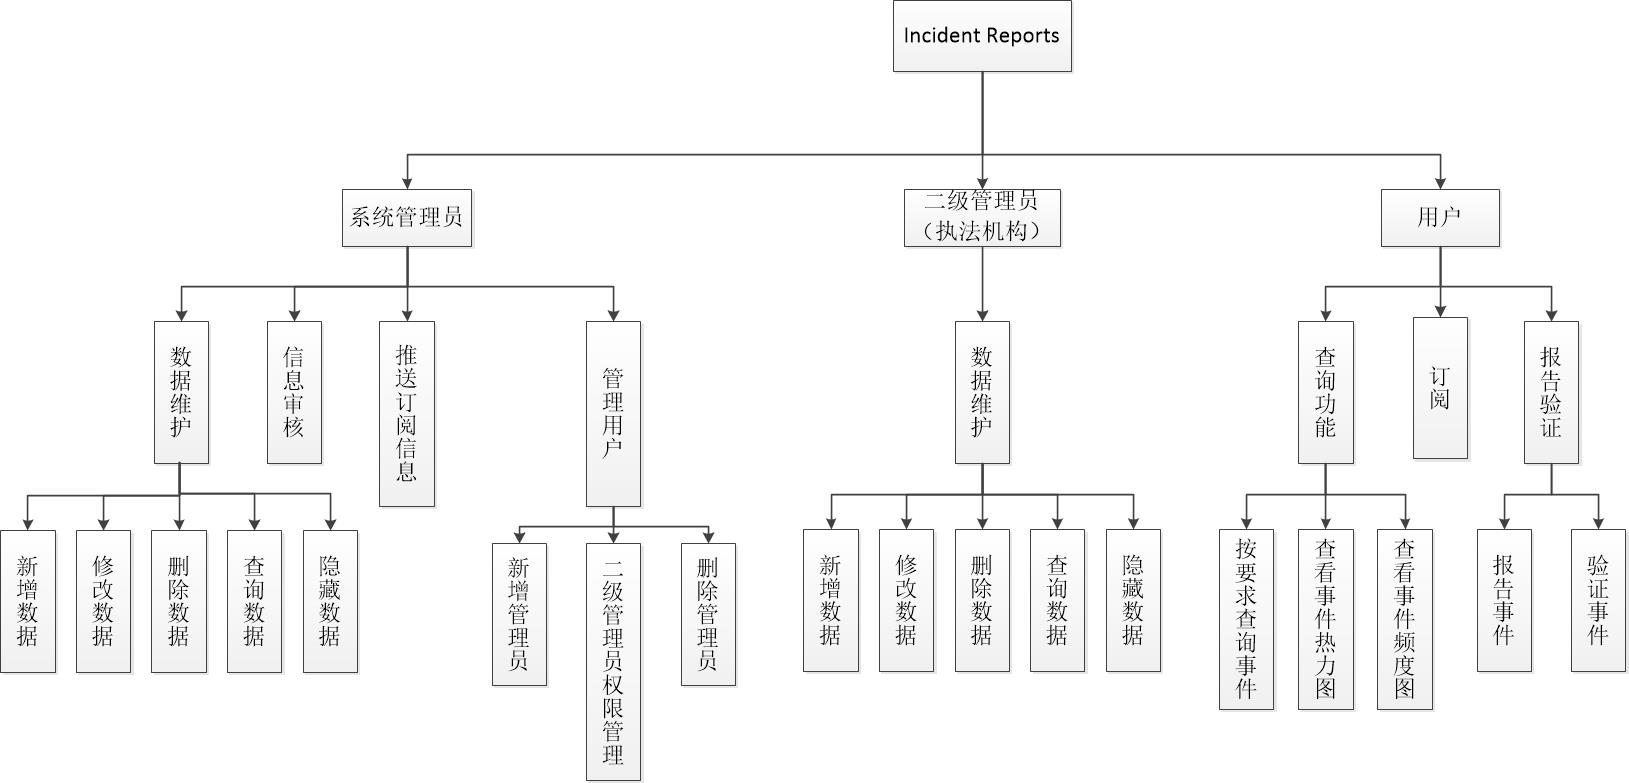 Incident Reports
系统管理员
二级管理员
（执法机构）
用户
数据维护
信息审核
推送订阅信息
管理用户
数据维护
查询功能
订阅
报告验证
新增数据
修改数据
删除数据
查询数据
隐藏数据
新增管理员
二级管理员权限管理
删除管理员
新增数据
修改数据
删除数据
查询数据
隐藏数据
按要求查询事件
查看事件热力图
查看事件频度图
报告事件
验证事件